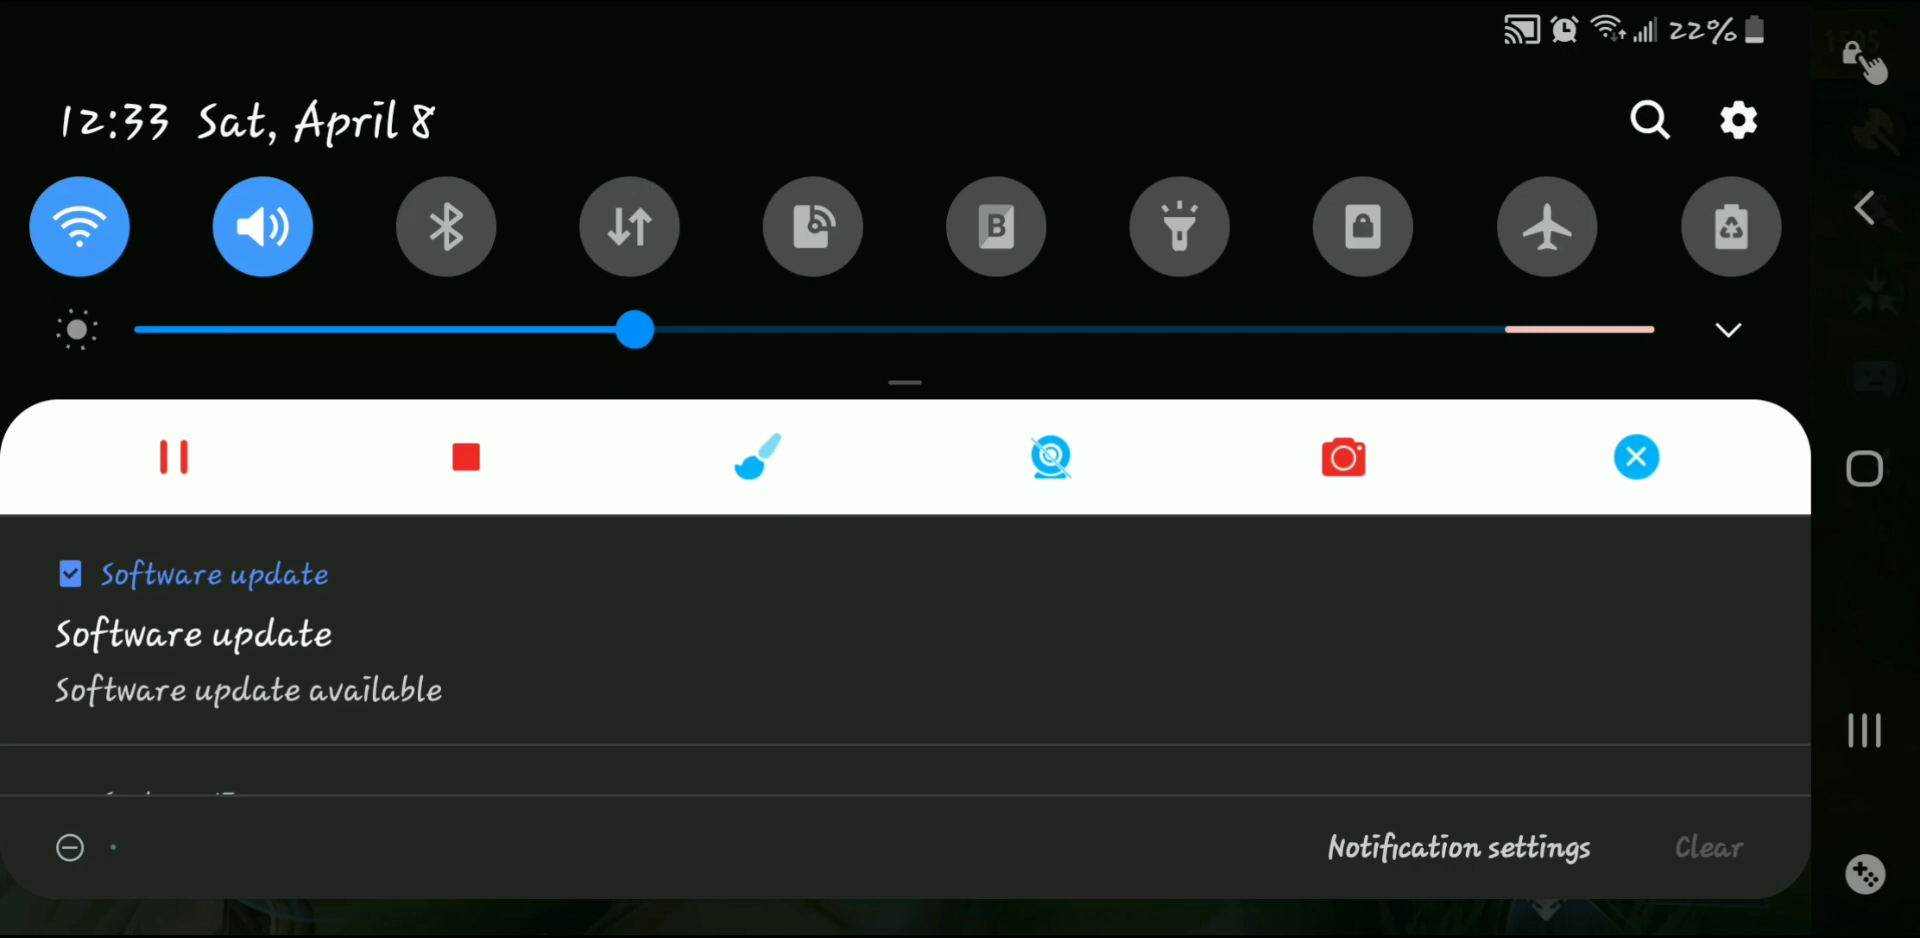 22%
12:33 Sat, April 8
B
Software update
Software update
Software update available
Notification settings
Clear